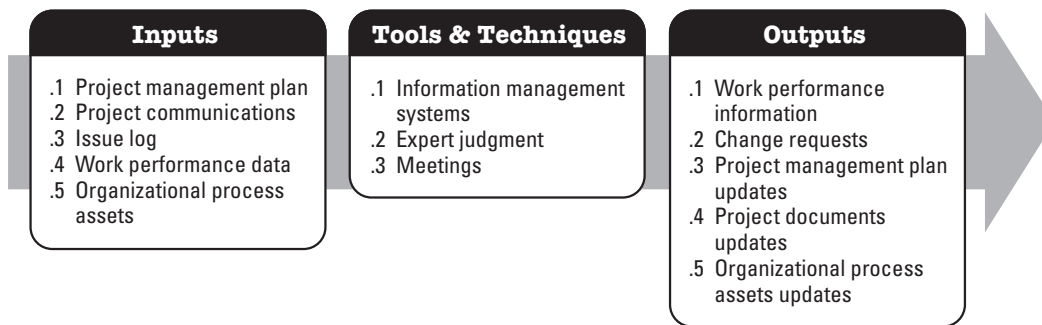 Inputs
.1 Project management plan
.2 Project communications
.3 Issue log
.4 Work performance data
.5 Organizational process
assets
Tools & Techniques
.1 Information management
systems
.2 Expert judgment
.3 Meetings
Outputs
.1 Work performance
information
.2 Change requests
.3 Project management plan
updates
.4 Project documents
updates
.5 Organizational process
assets updates